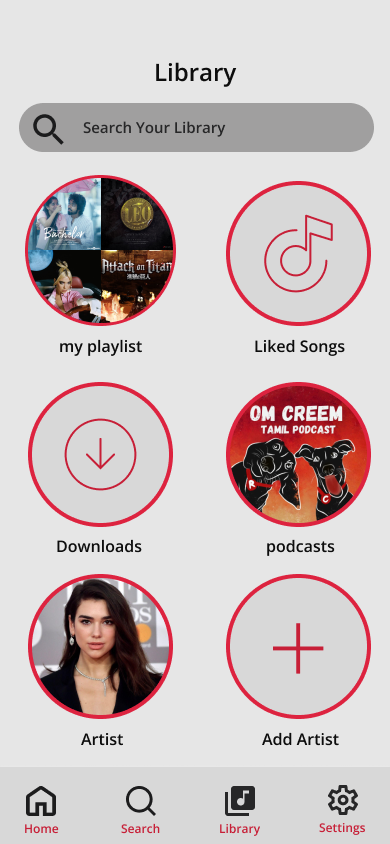 Library
Search Your Library
Bachelor
LEO
Attack on Titan
進撃の巨人
my playlist
Liked Songs
OM CREEM
TAMIL PODCAST
R
C
Downloads
podcasts
Artist
Add Artist
Home
Search
Library
Settings